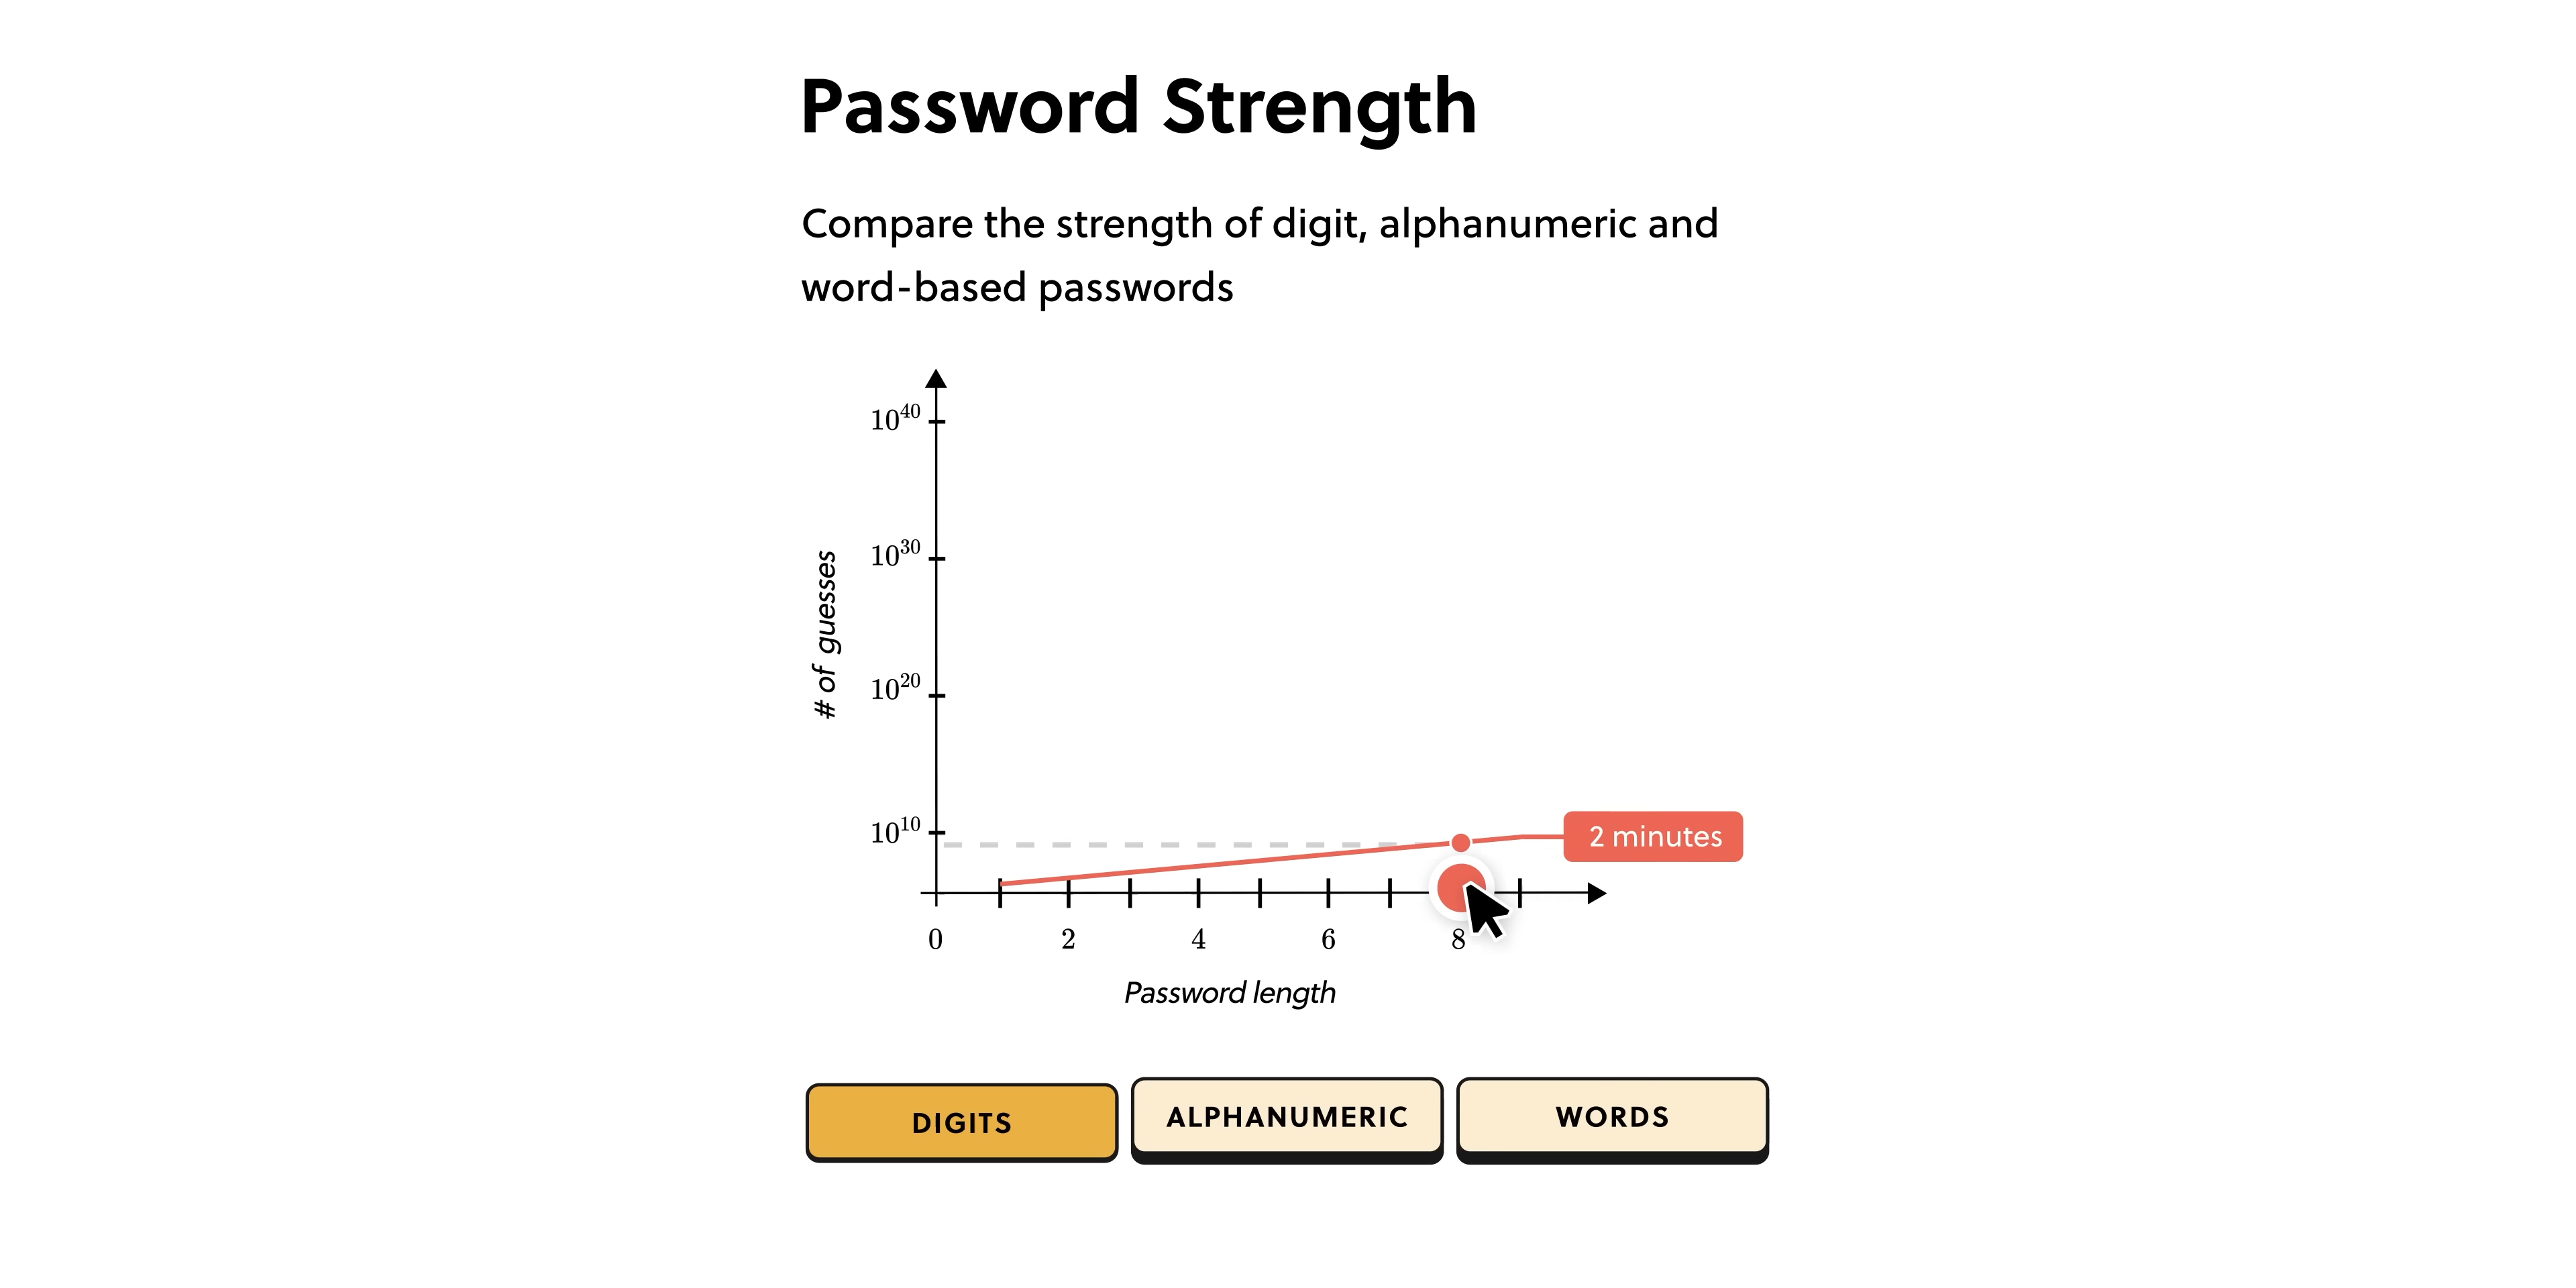 Password Strength
Compare the strength of digit, alphanumeric and
word-based passwords
10^40
10^30
# of guesses
10^20
10^10
2 minutes
0 2 4 6 8
Password length
DIGITS ALPHANUMERIC WORDS